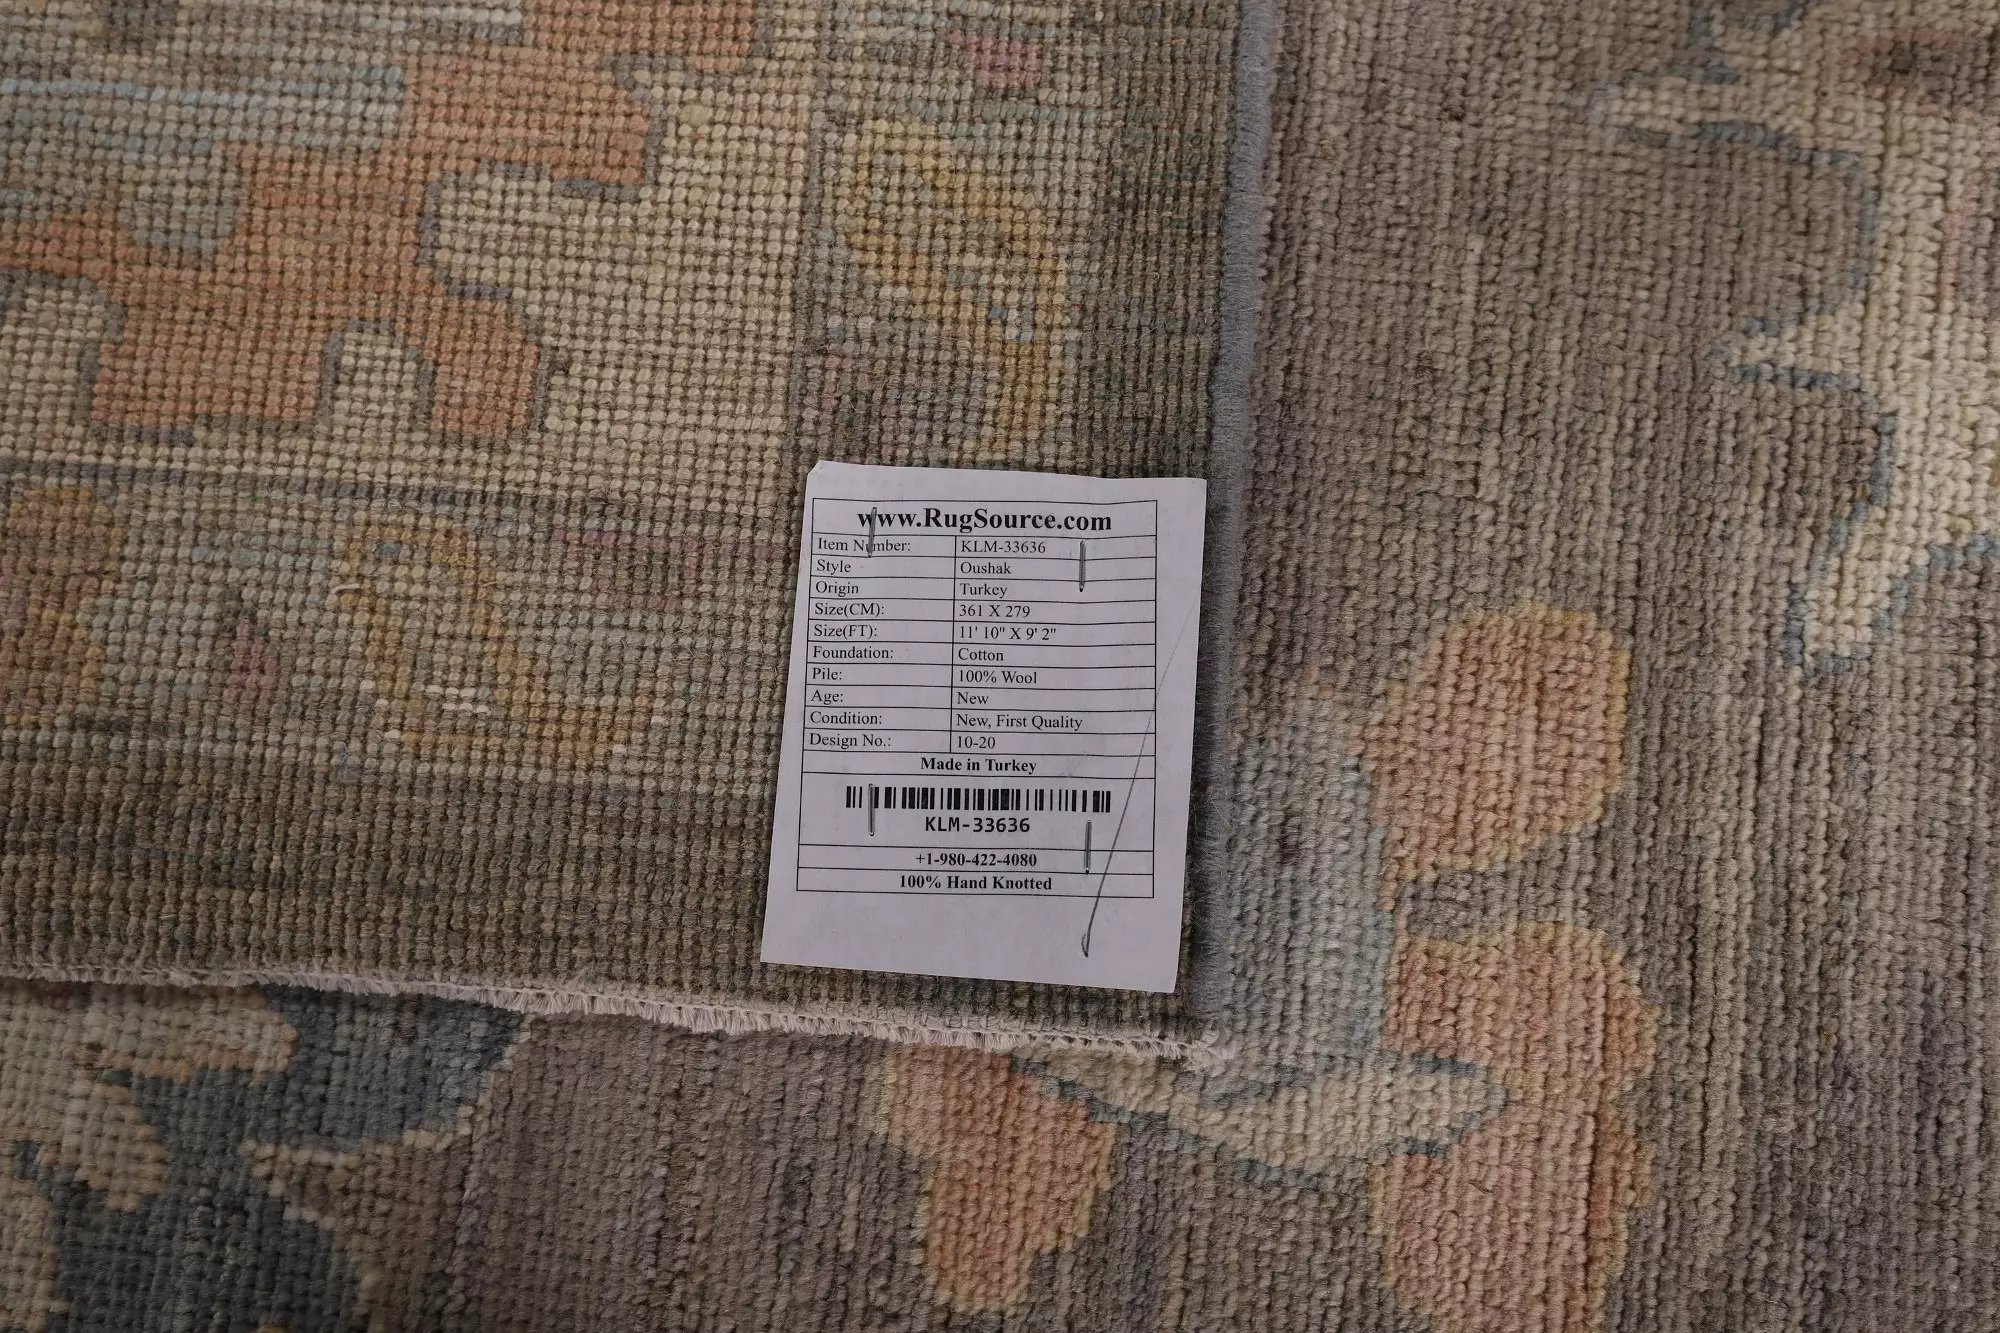 www.RugSource.com
Item Number: KLM-33636
Style Oushak
Origin Turkey
Size(CM): 361 X 279
Size(FT): 11' 10" X 9' 2"
Foundation: Cotton
Pile: 100% Wool
Age: New
Condition: New, First Quality
Design No.: 10-20
Made in Turkey
KLM-33636
+1-980-422-4080
100% Hand Knotted